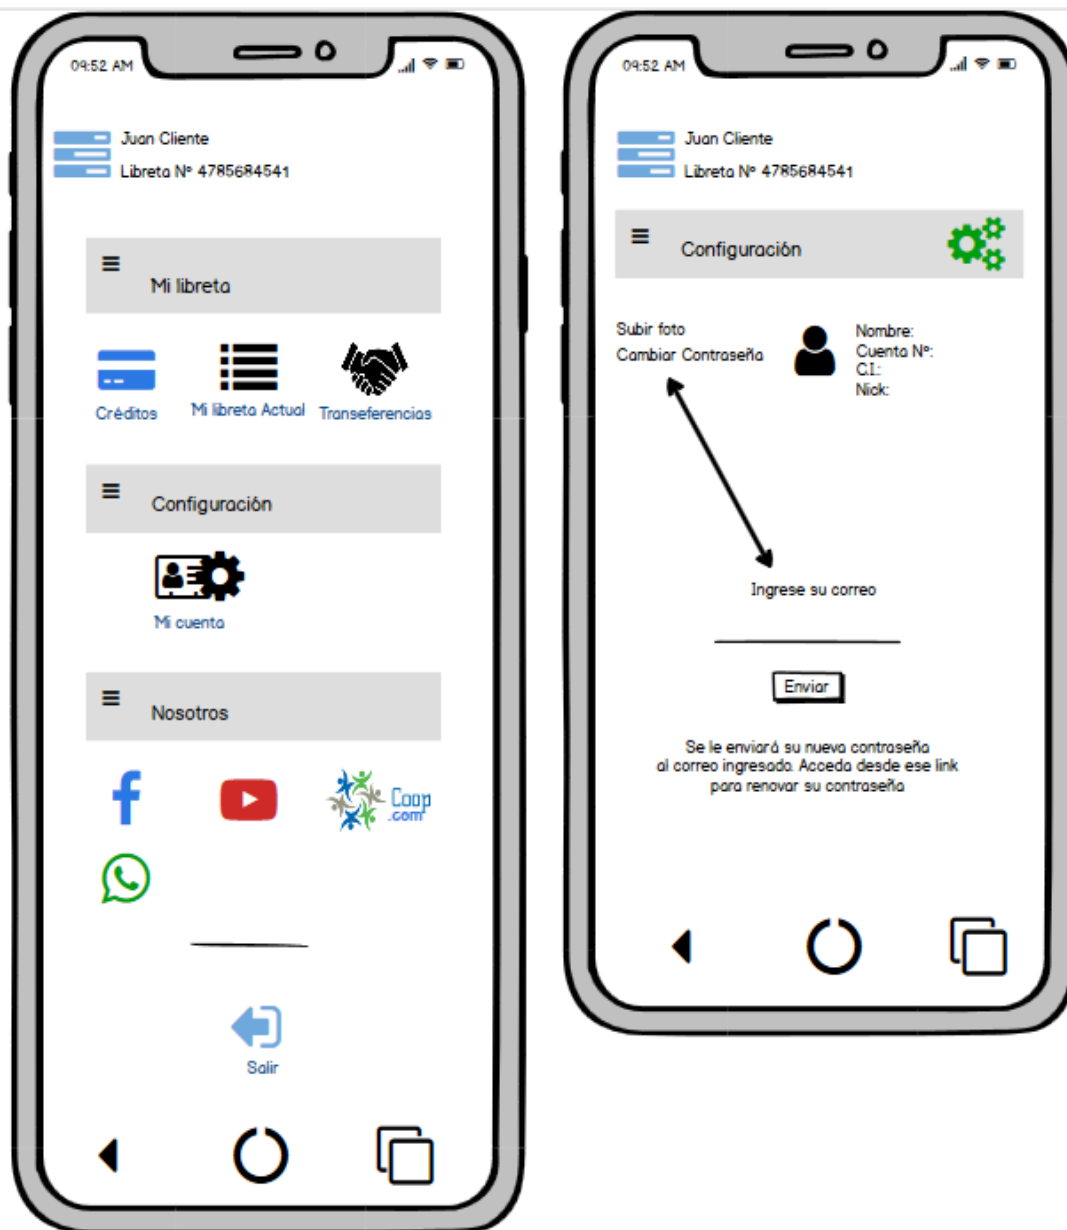 09:52 AM
Juan Cliente
Libreta Nº 4785684541
Mi libreta
Créditos
Mi libreta Actual
Transeferencias
Configuración
Mi cuenta
Nosotros
Coop
.com
Salir
09:52 AM
Juan Cliente
Libreta Nº 4785684541
Configuración
Subir foto
Cambiar Contraseña
Nombre:
Cuenta Nº:
C.I.:
Nick:
Ingrese su correo
Enviar
Se le enviará su nueva contraseña
al correo ingresado. Acceda desde ese link
para renovar su contraseña